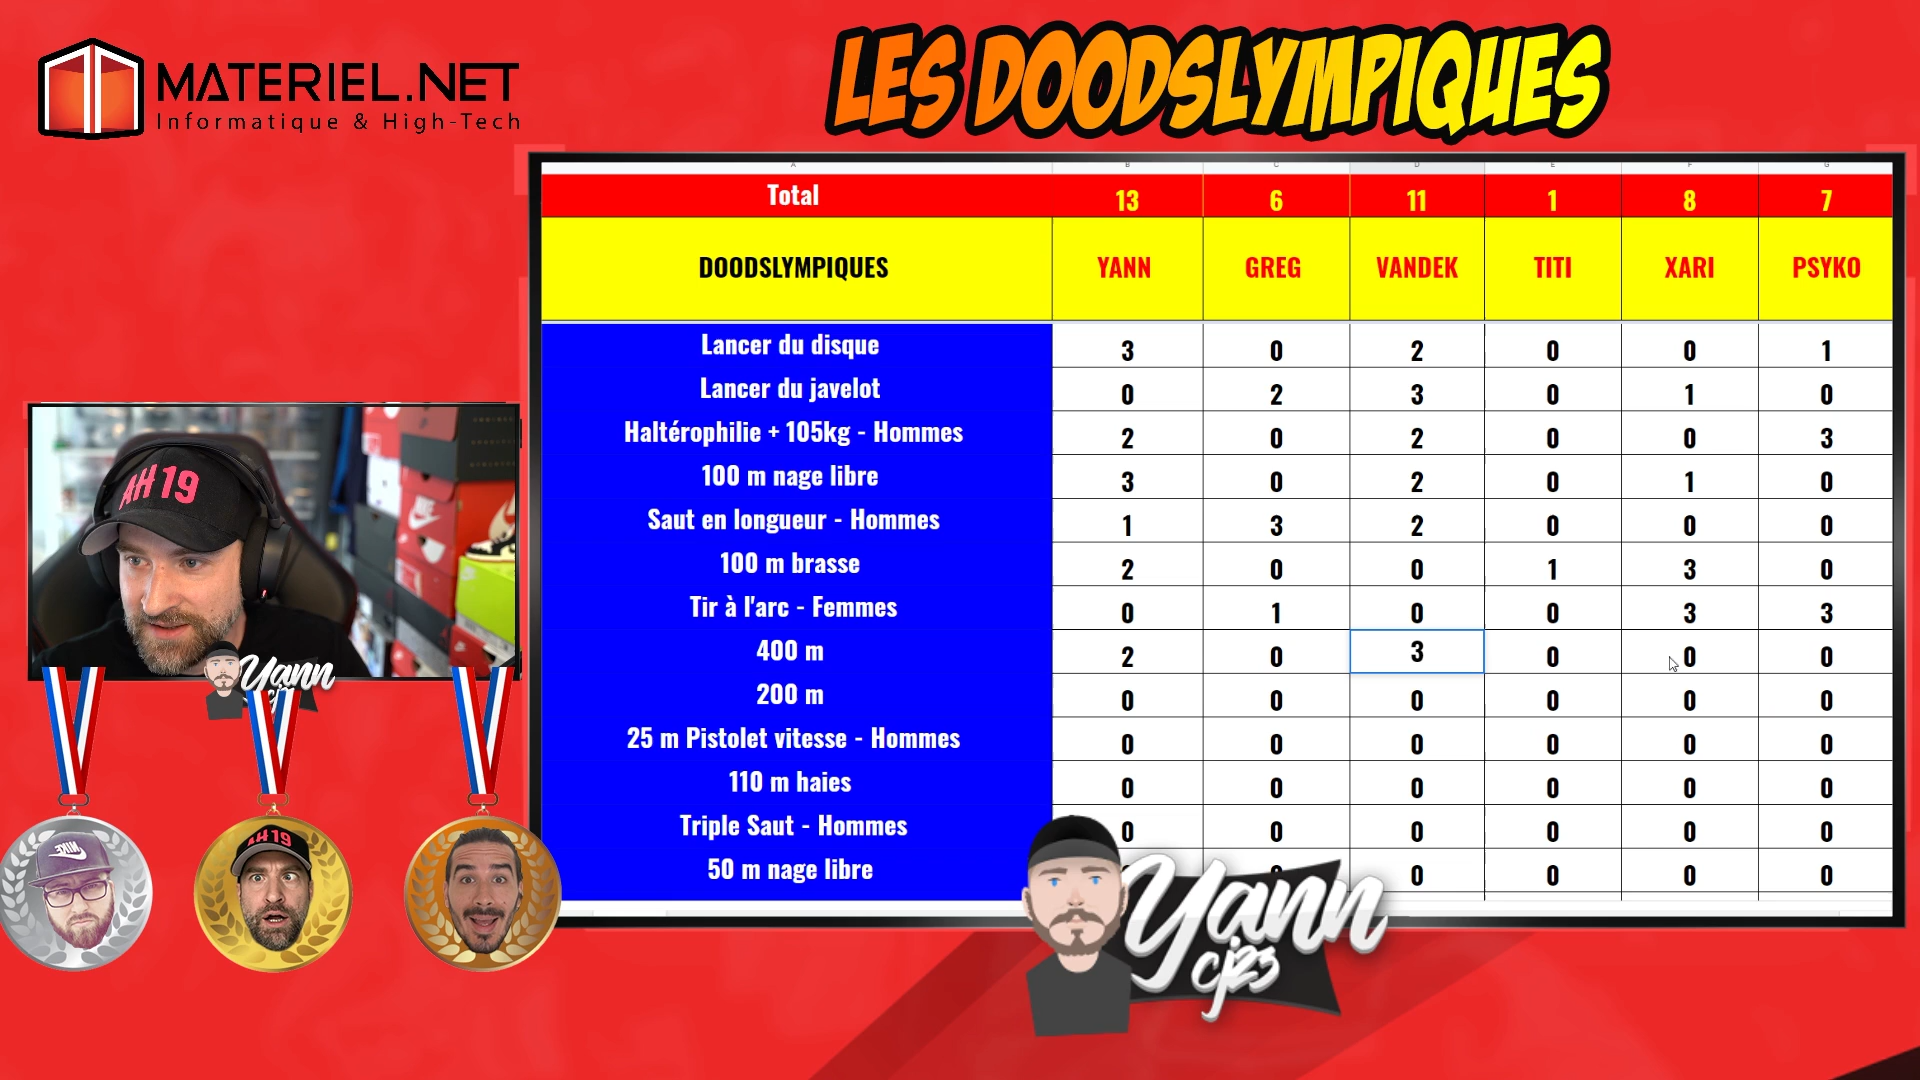 MATERIEL.NET
Informatique & High-Tech
LES DOODSLYMPIQUES
A B C D E F G
Total 13 6 11 1 8 7
DOODSLYMPIQUES YANN GREG VANDEK TITI XARI PSYKO
Lancer du disque 3 0 2 0 0 1
Lancer du javelot 0 2 3 0 1 0
Haltérophilie + 105kg - Hommes 2 0 2 0 0 3
100 m nage libre 3 0 2 0 1 0
Saut en longueur - Hommes 1 3 2 0 0 0
100 m brasse 2 0 0 1 3 0
Tir à l'arc - Femmes 0 1 0 0 3 3
400 m 2 0 3 0 0 0
200 m 0 0 0 0 0 0
25 m Pistolet vitesse - Hommes 0 0 0 0 0 0
110 m haies 0 0 0 0 0 0
Triple Saut - Hommes 0 0 0 0 0 0
50 m nage libre 0 0 0 0
AH 19
Yann
NIKE
AH 19
Yann
cj23